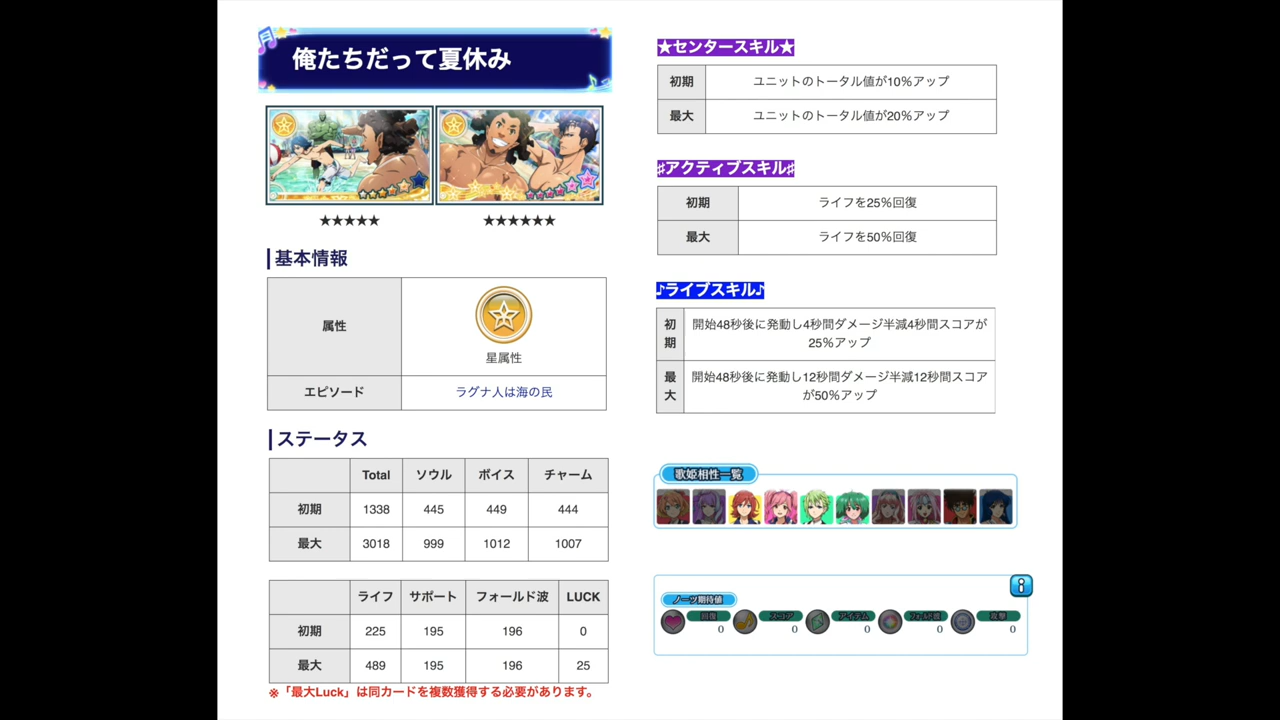 俺たちだって夏休み
★★★★★
★★★★★★
基本情報
属性
星属性
エピソード
ラグナ人は海の民
ステータス
Total ソウル ボイス チャーム
初期 1338 445 449 444
最大 3018 999 1012 1007
ライフ サポート フォールド波 LUCK
初期 225 195 196 0
最大 489 195 196 25
※「最大Luck」は同カードを複数獲得する必要があります。
★センタースキル★
初期 ユニットのトータル値が10%アップ
最大 ユニットのトータル値が20%アップ
♯アクティブスキル♯
初期 ライフを25%回復
最大 ライフを50%回復
♪ライブスキル♪
初期 開始48秒後に発動し4秒間ダメージ半減4秒間スコアが
25%アップ
最大 開始48秒後に発動し12秒間ダメージ半減12秒間スコア
が50%アップ
歌姫相性一覧
i
ノーツ期待値
回復 スコア アイテム フォールド波 攻撃
0 0 0 0 0